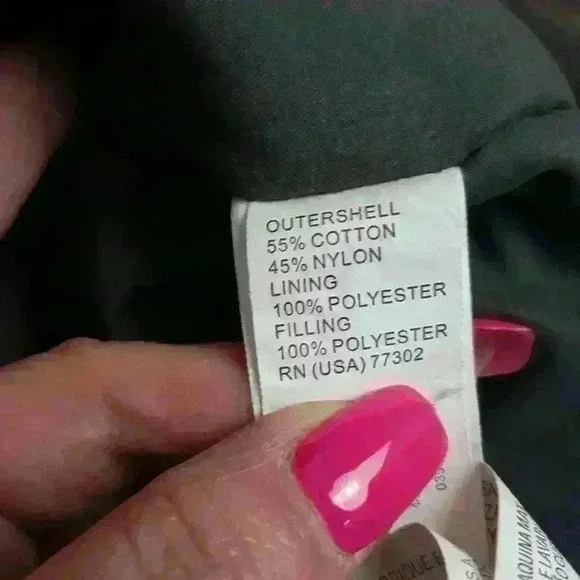 OUTERSHELL
55% COTTON
45% NYLON
LINING
100% POLYESTER
FILLING
100% POLYESTER
RN (USA) 77302